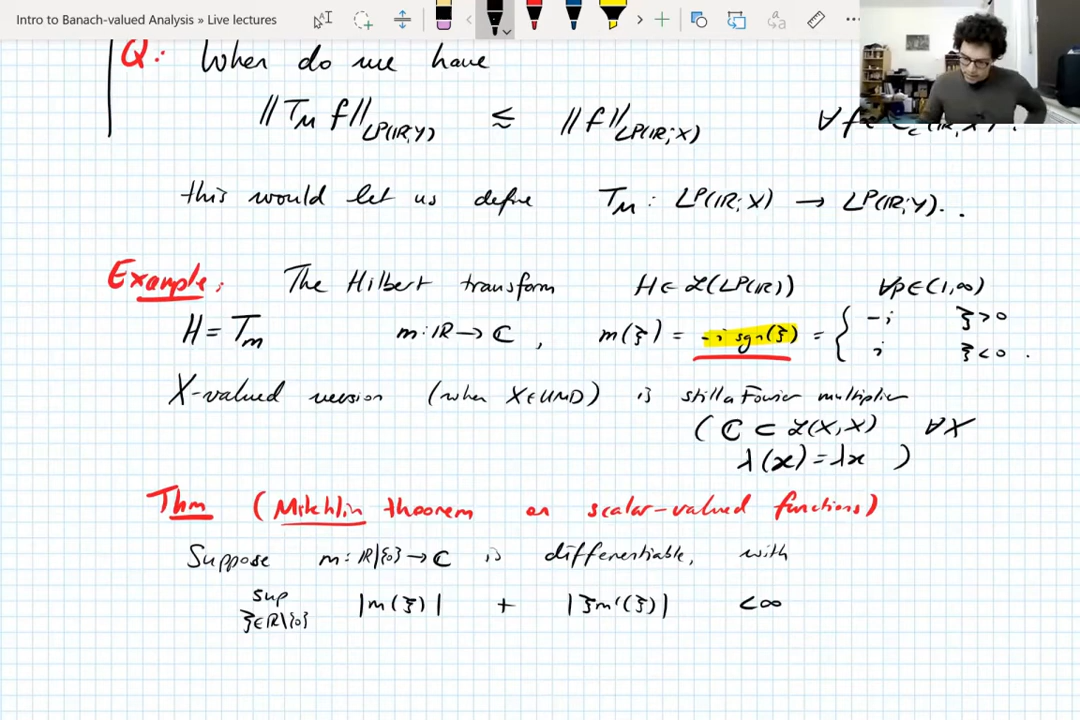 Intro to Banach-valued Analysis » Live lectures
Q: When do we have
‖T_M f‖_{L^p(ℝ;Y)} ≲ ‖f‖_{L^p(ℝ;X)} ∀f
this would let us define T_M : L^p(ℝ;X) → L^p(ℝ;Y).
Example: The Hilbert transform H ∈ ℒ(L^p(ℝ)) ∀p∈(1,∞)
H = T_m m: ℝ → ℂ, m(ξ) = -i sgn(ξ) = { -i ξ>0
i ξ<0 .
X-valued version (when X∈UMD) is still a Fourier multiplier
(ℂ ⊂ ℒ(X,X) ∀X
λ(x) = λx )
Thm (Mikhlin theorem on scalar-valued functions)
Suppose m: ℝ\{0} → ℂ is differentiable, with
sup_{ξ∈ℝ\{0}} |m(ξ)| + |ξm'(ξ)| <∞